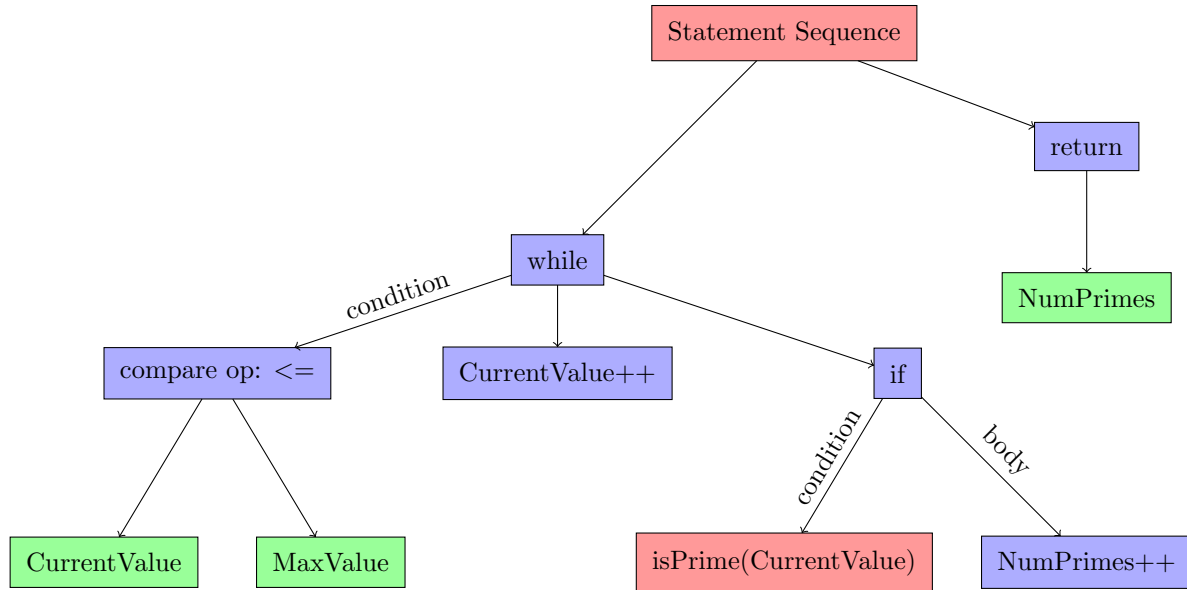 Statement Sequence
return
while
NumPrimes
condition
compare op: <=
CurrentValue++
if
condition
body
CurrentValue
MaxValue
isPrime(CurrentValue)
NumPrimes++